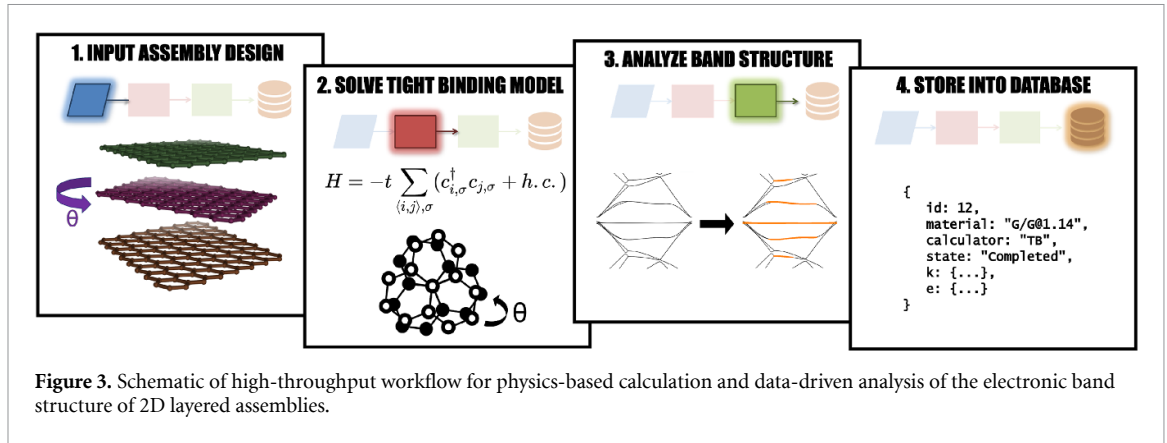 1. INPUT ASSEMBLY DESIGN
θ
2. SOLVE TIGHT BINDING MODEL
H = −t ∑⟨i,j⟩,σ (c†i,σ cj,σ + h.c.)
θ
3. ANALYZE BAND STRUCTURE
4. STORE INTO DATABASE
{
id: 12,
material: "G/G@1.14",
calculator: "TB",
state: "Completed",
k: {...},
e: {...}
}
Figure 3. Schematic of high-throughput workflow for physics-based calculation and data-driven analysis of the electronic band
structure of 2D layered assemblies.